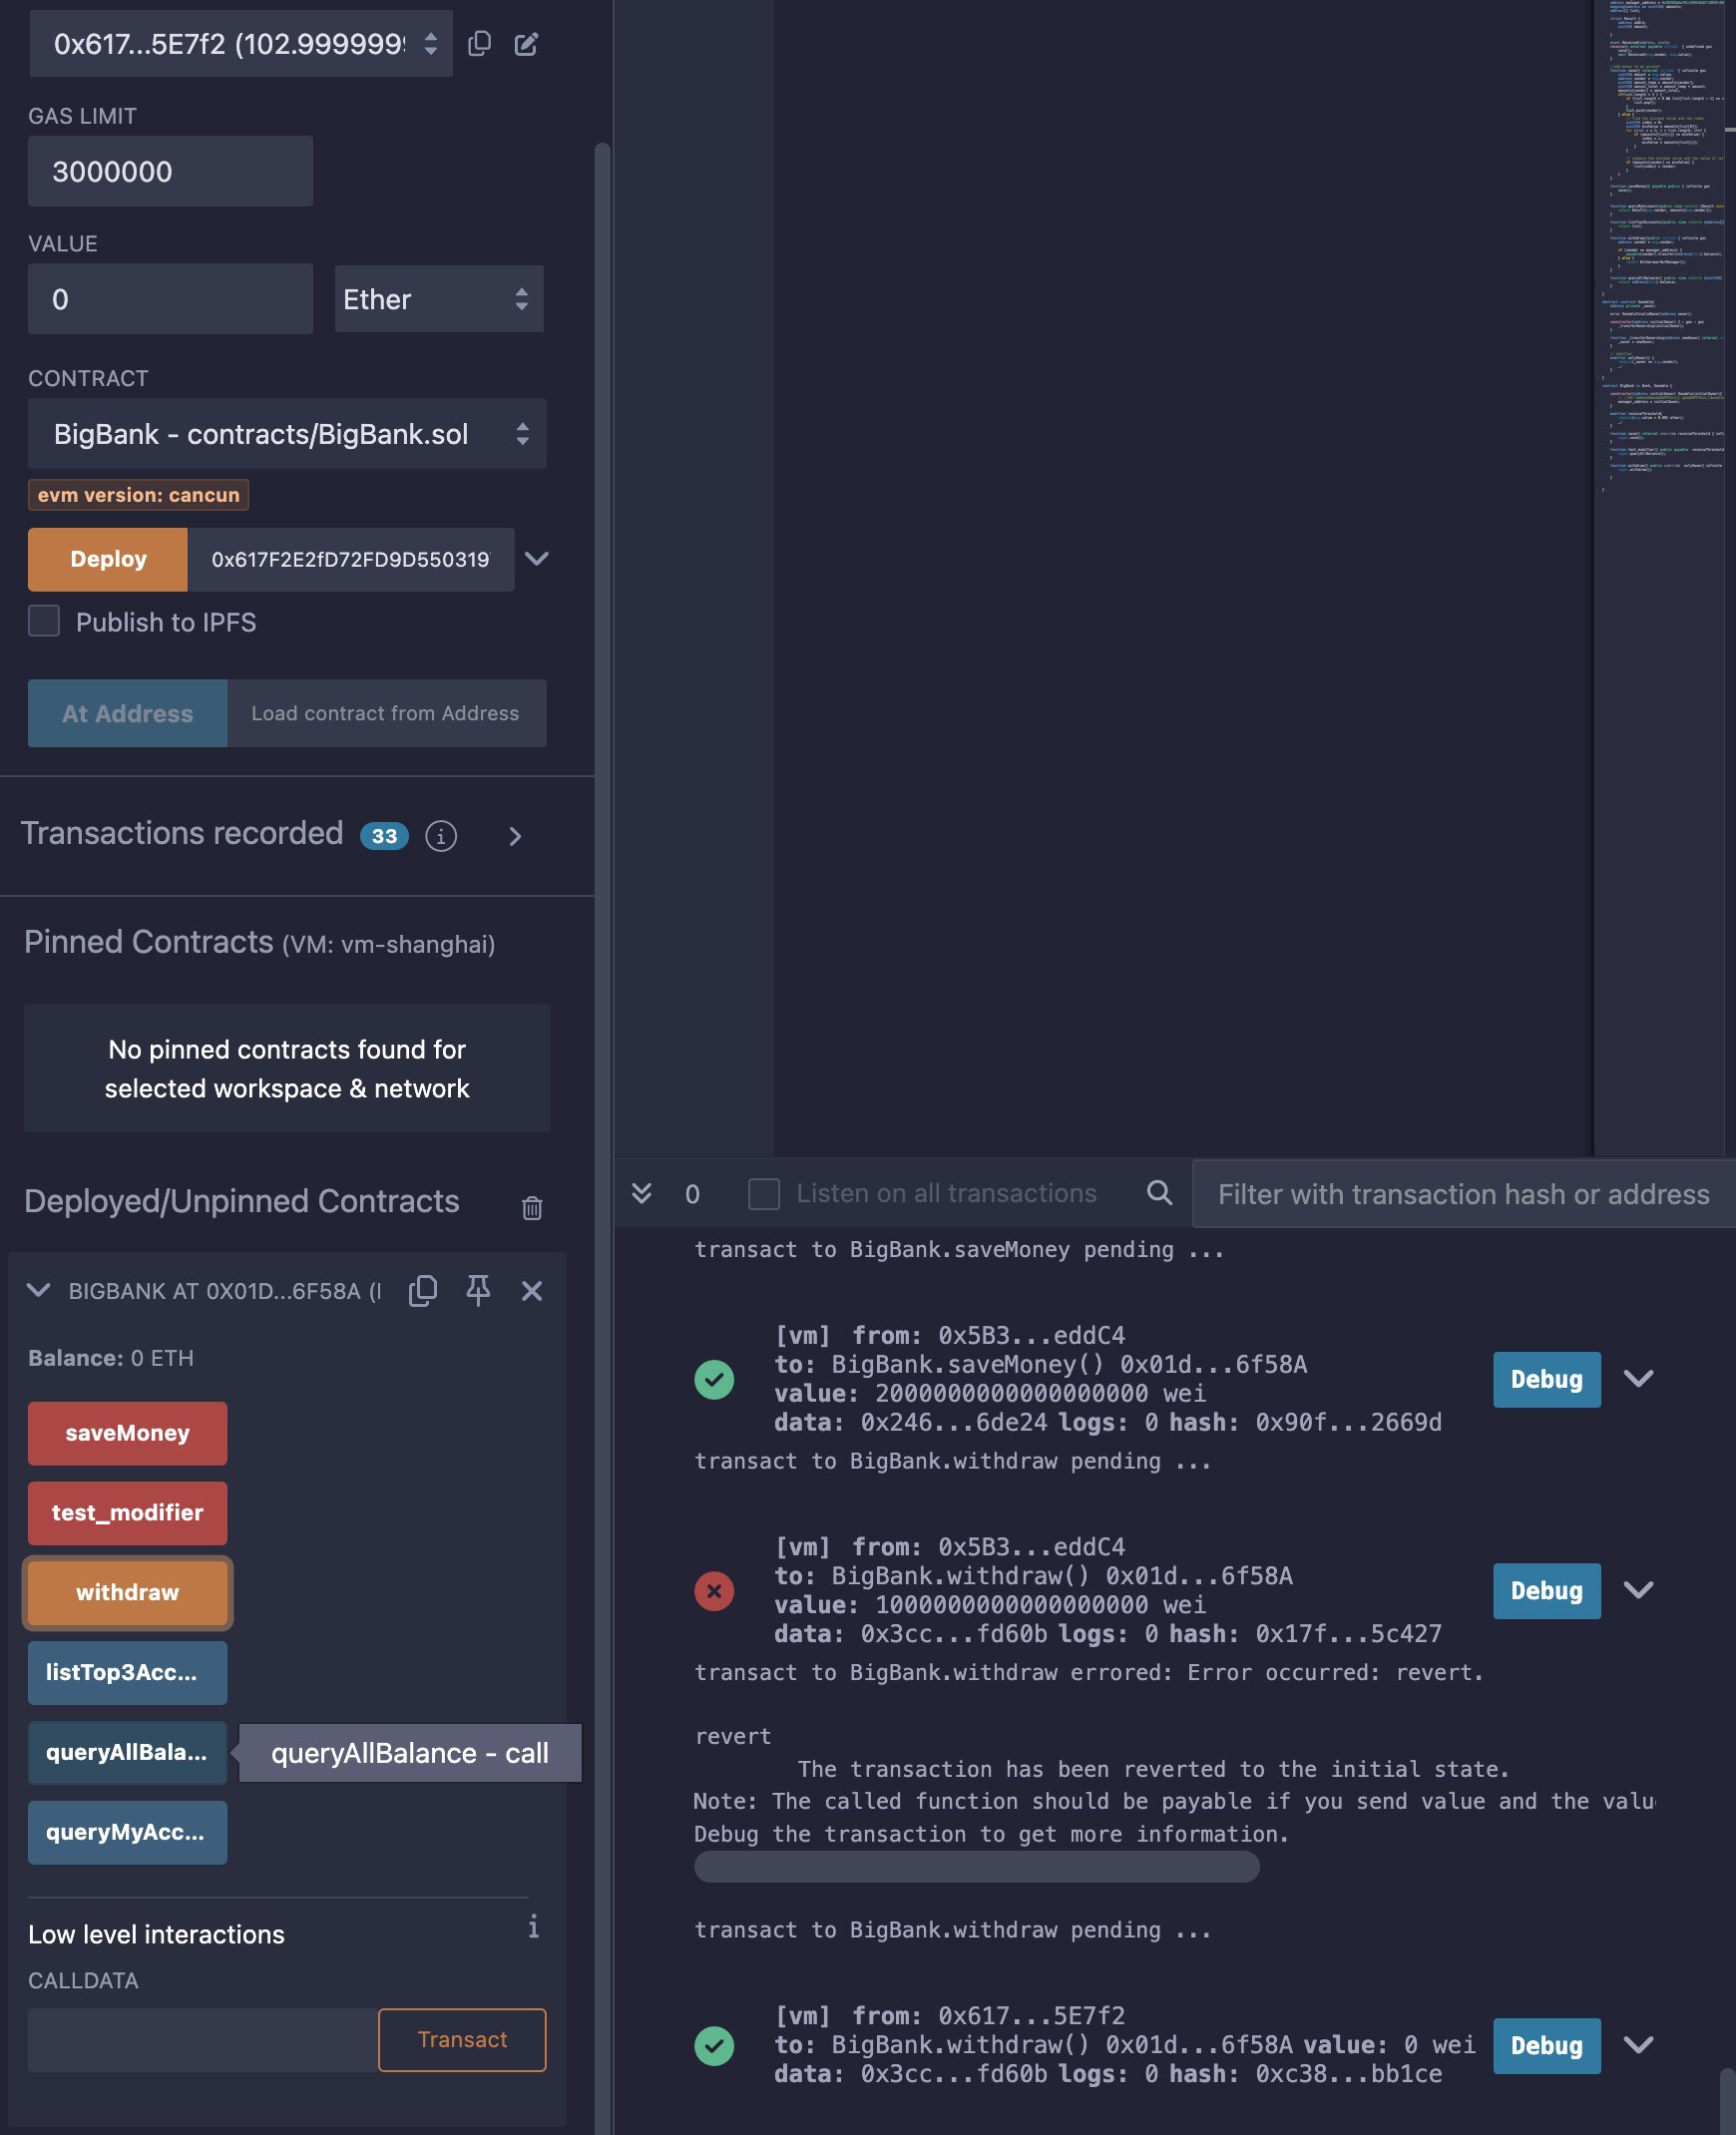 0x617...5E7f2 (102.999999
GAS LIMIT
3000000
VALUE
0
Ether
CONTRACT
BigBank - contracts/BigBank.sol
evm version: cancun
Deploy
0x617F2E2fD72FD9D550319
Publish to IPFS
At Address
Load contract from Address
Transactions recorded 33
Pinned Contracts (VM: vm-shanghai)
No pinned contracts found for
selected workspace & network
Deployed/Unpinned Contracts
BIGBANK AT 0X01D...6F58A (
Balance: 0 ETH
saveMoney
test_modifier
withdraw
listTop3Acc...
queryAllBala...
queryAllBalance - call
queryMyAcc...
Low level interactions
CALLDATA
Transact
0
Listen on all transactions
Filter with transaction hash or address
transact to BigBank.saveMoney pending ...
[vm] from: 0x5B3...eddC4
to: BigBank.saveMoney() 0x01d...6f58A
value: 2000000000000000000 wei
data: 0x246...6de24 logs: 0 hash: 0x90f...2669d
Debug
transact to BigBank.withdraw pending ...
[vm] from: 0x5B3...eddC4
to: BigBank.withdraw() 0x01d...6f58A
value: 1000000000000000000 wei
data: 0x3cc...fd60b logs: 0 hash: 0x17f...5c427
Debug
transact to BigBank.withdraw errored: Error occurred: revert.
revert
The transaction has been reverted to the initial state.
Note: The called function should be payable if you send value and the valu
Debug the transaction to get more information.
transact to BigBank.withdraw pending ...
[vm] from: 0x617...5E7f2
to: BigBank.withdraw() 0x01d...6f58A value: 0 wei
data: 0x3cc...fd60b logs: 0 hash: 0xc38...bb1ce
Debug